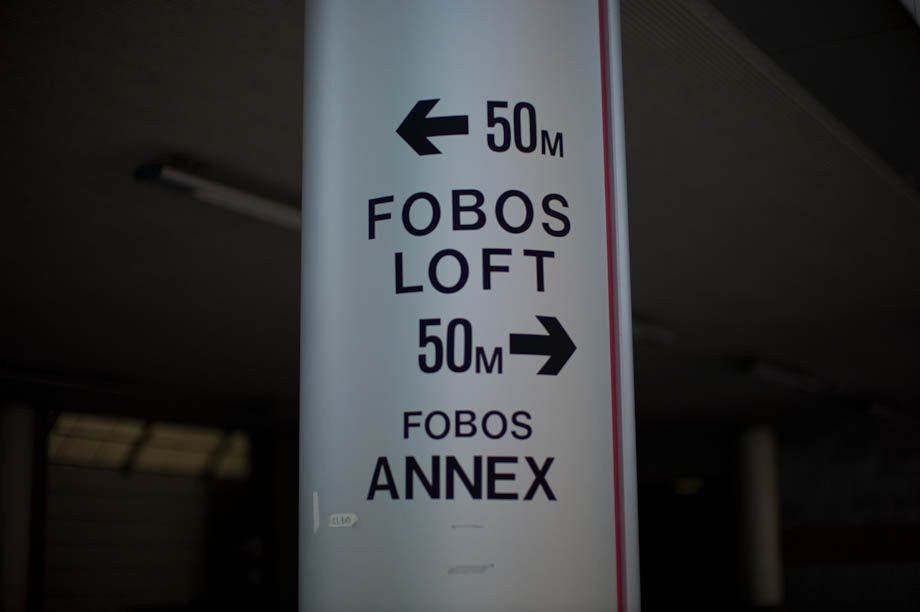 ← 50M
FOBOS
LOFT
50M →
FOBOS
ANNEX